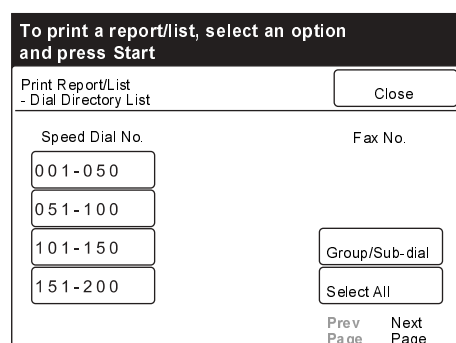 To print a report/list, select an option
and press Start
Print Report/List
- Dial Directory List
Close
Speed Dial No.
Fax No.
001-050
051-100
101-150
Group/Sub-dial
151-200
Select All
Prev Next
Page Page